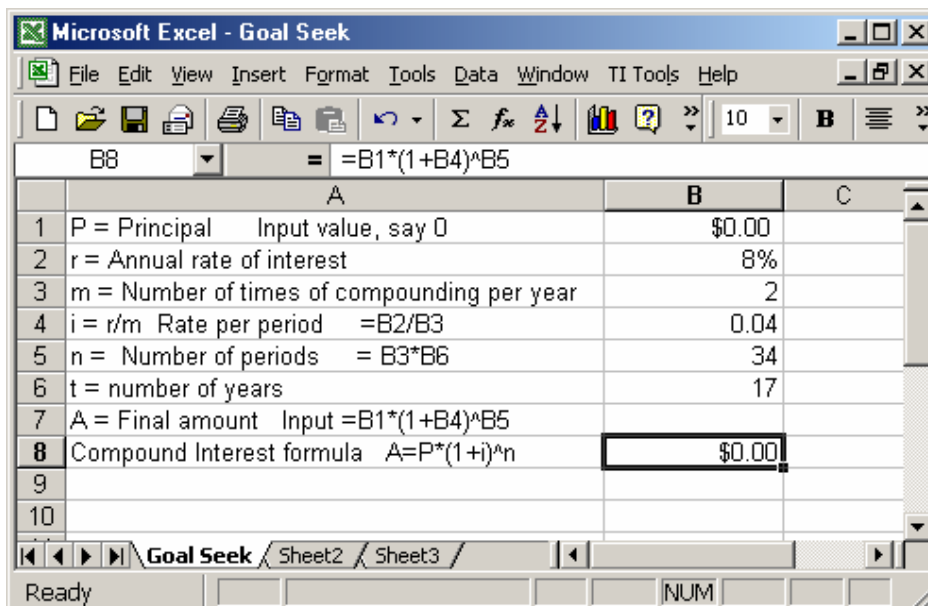 Microsoft Excel - Goal Seek
File Edit View Insert Format Tools Data Window TI Tools Help
10 B
B8 = =B1*(1+B4)^B5
A B C
1 P = Principal Input value, say 0 $0.00
2 r = Annual rate of interest 8%
3 m = Number of times of compounding per year 2
4 i = r/m Rate per period =B2/B3 0.04
5 n = Number of periods = B3*B6 34
6 t = number of years 17
7 A = Final amount Input =B1*(1+B4)^B5
8 Compound Interest formula A=P*(1+i)^n $0.00
9
10
Goal Seek / Sheet2 / Sheet3 /
Ready NUM